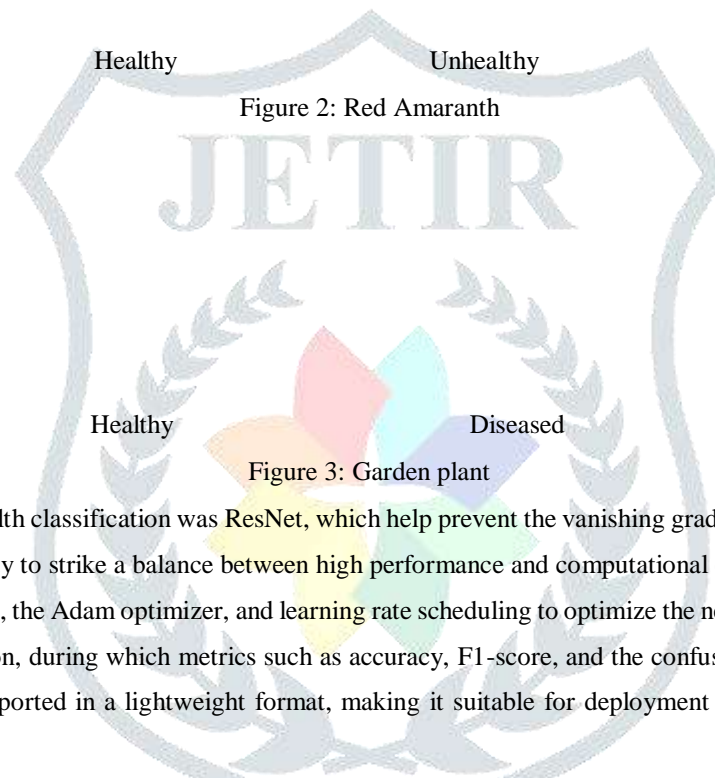 Healthy Unhealthy
Figure 2: Red Amaranth
JETIR
Healthy Diseased
Figure 3: Garden plant
lth classification was ResNet, which help prevent the vanishing grad
y to strike a balance between high performance and computational
, the Adam optimizer, and learning rate scheduling to optimize the ne
on, during which metrics such as accuracy, F1-score, and the confus
ported in a lightweight format, making it suitable for deployment